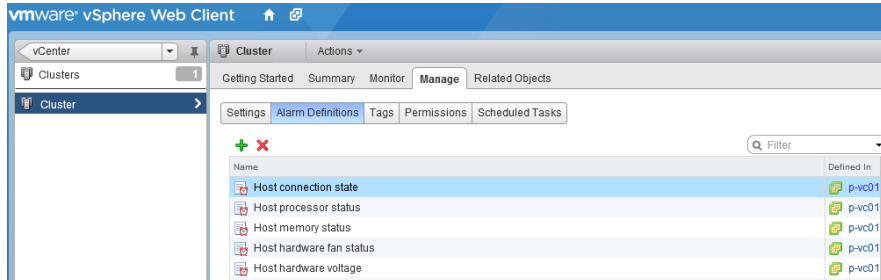 vmware® vSphere Web Client
vCenter
Cluster Actions
Clusters 1
Getting Started Summary Monitor Manage Related Objects
Cluster
Settings Alarm Definitions Tags Permissions Scheduled Tasks
Filter
Name Defined In
Host connection state p-vc01
Host processor status p-vc01
Host memory status p-vc01
Host hardware fan status p-vc01
Host hardware voltage p-vc01